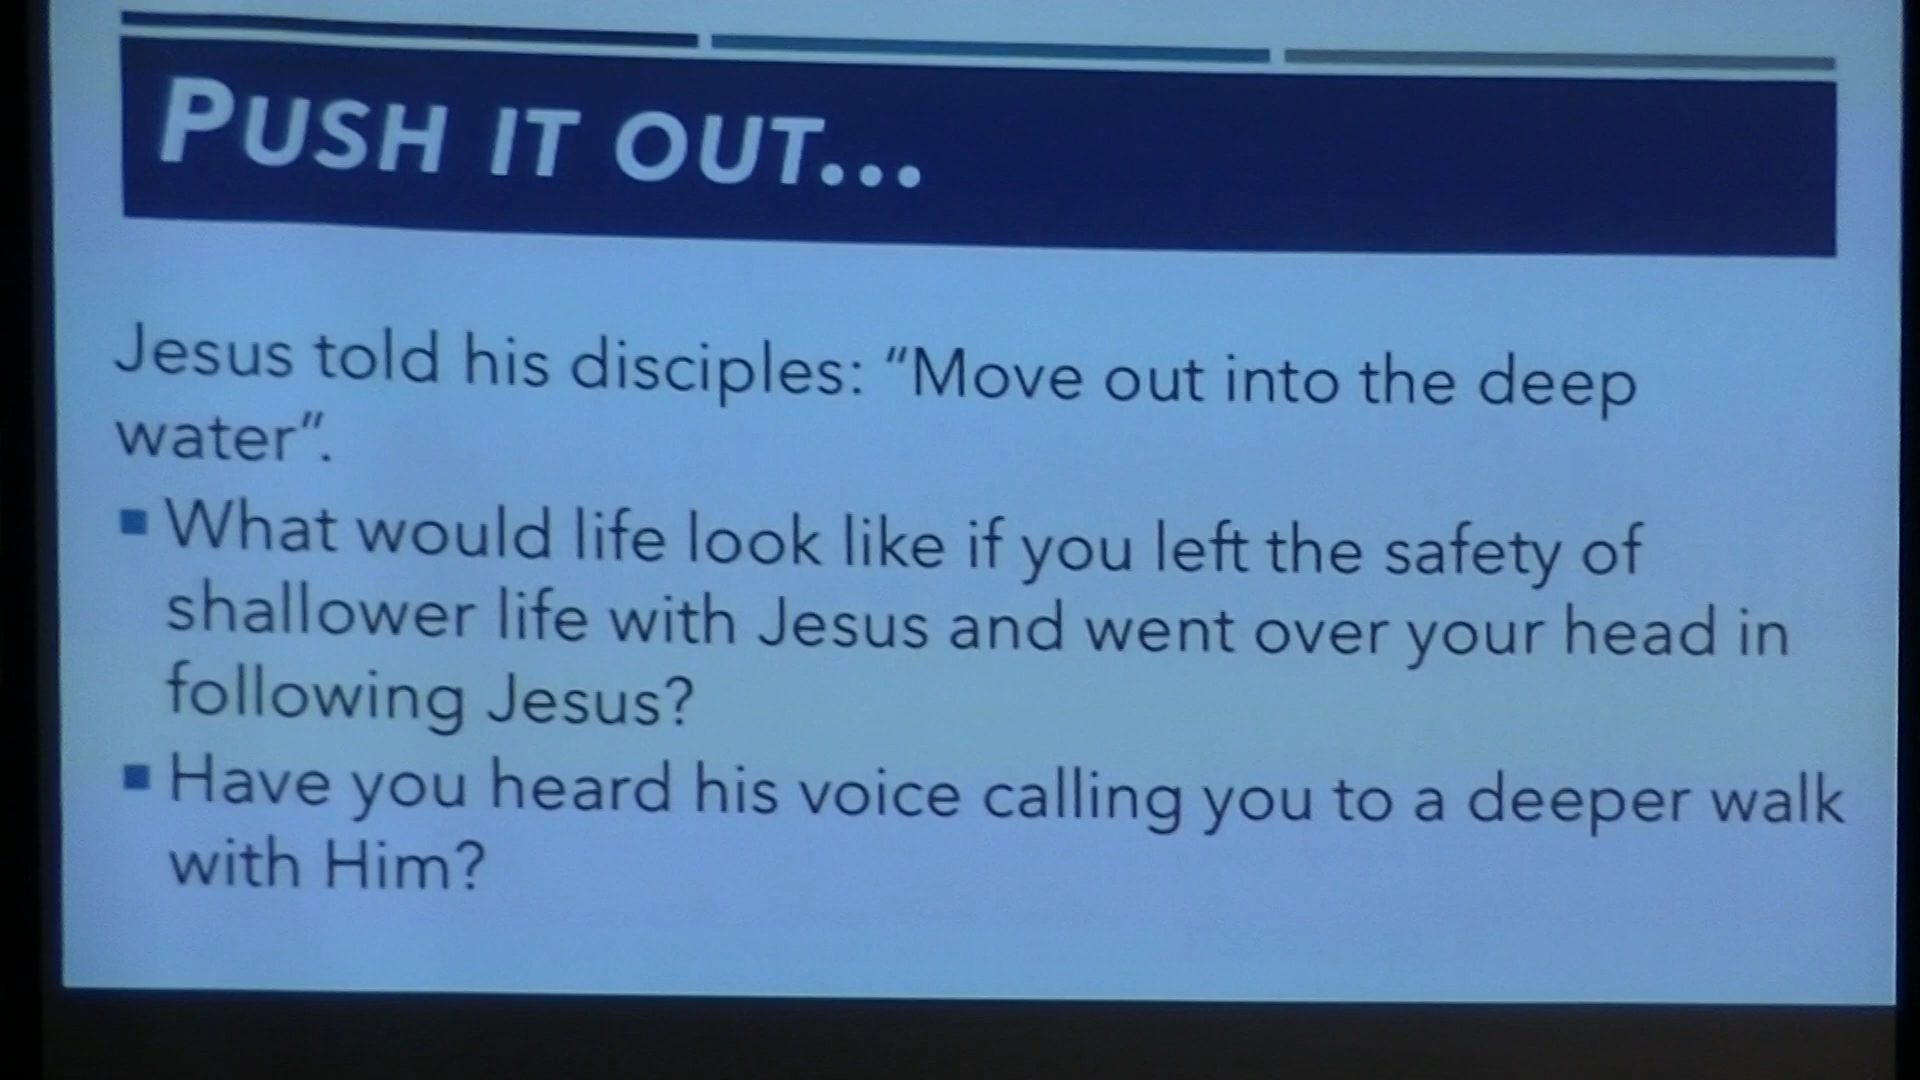 PUSH IT OUT...
Jesus told his disciples: “Move out into the deep
water”.
▪ What would life look like if you left the safety of
shallower life with Jesus and went over your head in
following Jesus?
▪ Have you heard his voice calling you to a deeper walk
with Him?